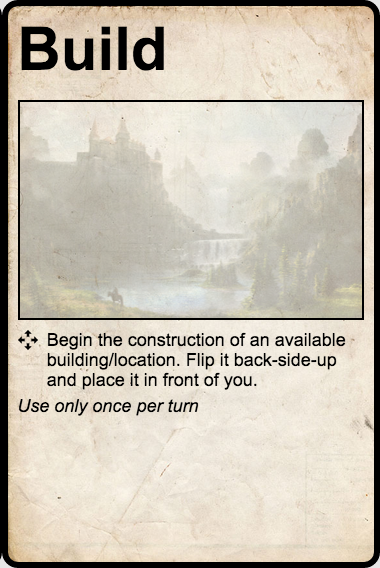 Build
Begin the construction of an available
building/location. Flip it back-side-up
and place it in front of you.
Use only once per turn